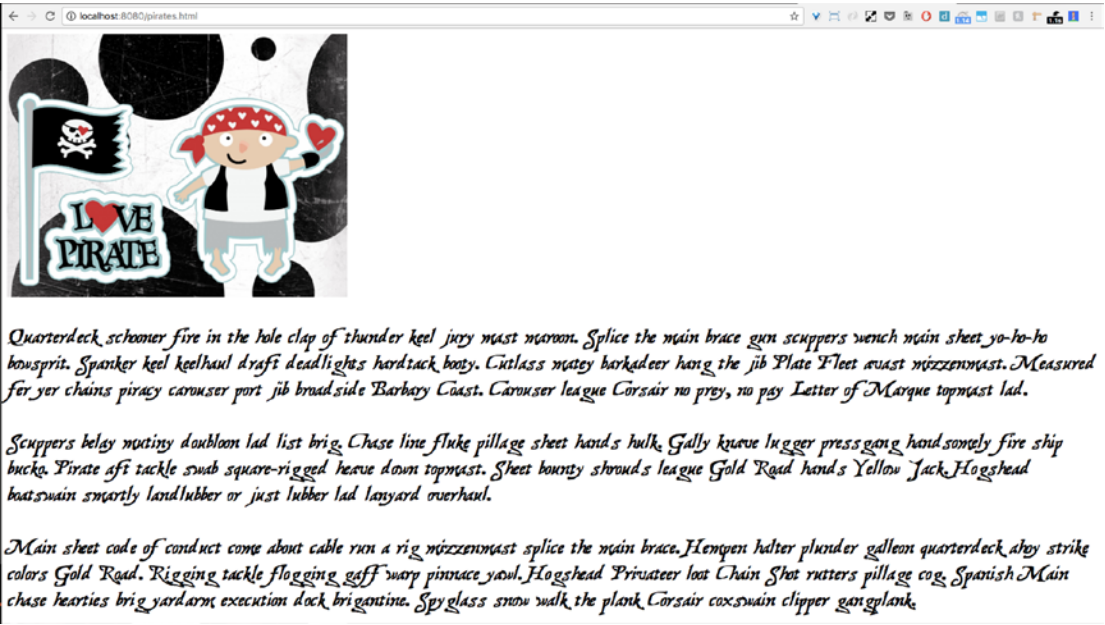 localhost:8080/pirates.html
1.1k
L VE
PIRATE
Quarterdeck schooner fire in the hole clap of thunder keel jury mast maroon. Splice the main brace gun scuppers wench main sheet yo-ho-ho
bowsprit. Spanker keel keelhaul draft deadlights hardtack booty. Cutlass matey barkadeer hang the jib Plate Fleet avast mizzenmast. Measured
fer yer chains piracy carouser port jib broadside Barbary Coast. Carouser league Corsair no prey, no pay Letter of Marque topmast lad.
Scuppers belay mutiny doubloon lad list brig. Chase line fluke pillage sheet hands hulk. Gally knave lugger pressgang handsomely fire ship
bucko. Pirate aft tackle swab square-rigged heave down topmast. Sheet bounty shrouds league Gold Road hands Yellow Jack. Hogshead
boatswain smartly landlubber or just lubber lad lanyard overhaul.
Main sheet code of conduct come about cable run a rig mizzenmast splice the main brace. Hempen halter plunder galleon quarterdeck ahoy strike
colors Gold Road. Rigging tackle flogging gaff warp pinnace yawl. Hogshead Privateer loot Chain Shot rutters pillage cog. Spanish Main
chase hearties brig yardarm execution dock brigantine. Spyglass snow walk the plank Corsair coxswain clipper gangplank.